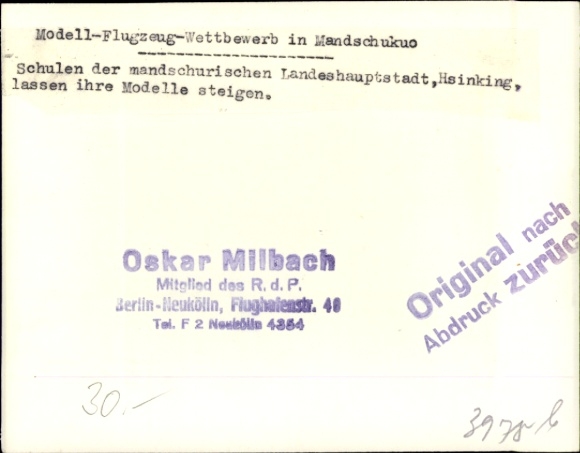 Modell-Flugzeug-Wettbewerb in Mandschukuo
Schulen der mandschurischen Landeshauptstadt, Hsinking,
lassen ihre Modelle steigen.
Oskar Milbach
Mitglied des R. d. P.
Berlin-Neukölln, Flughafenstr. 48
Tel. F 2 Neukölln 4354
Original nach
Abdruck zurück
30.-